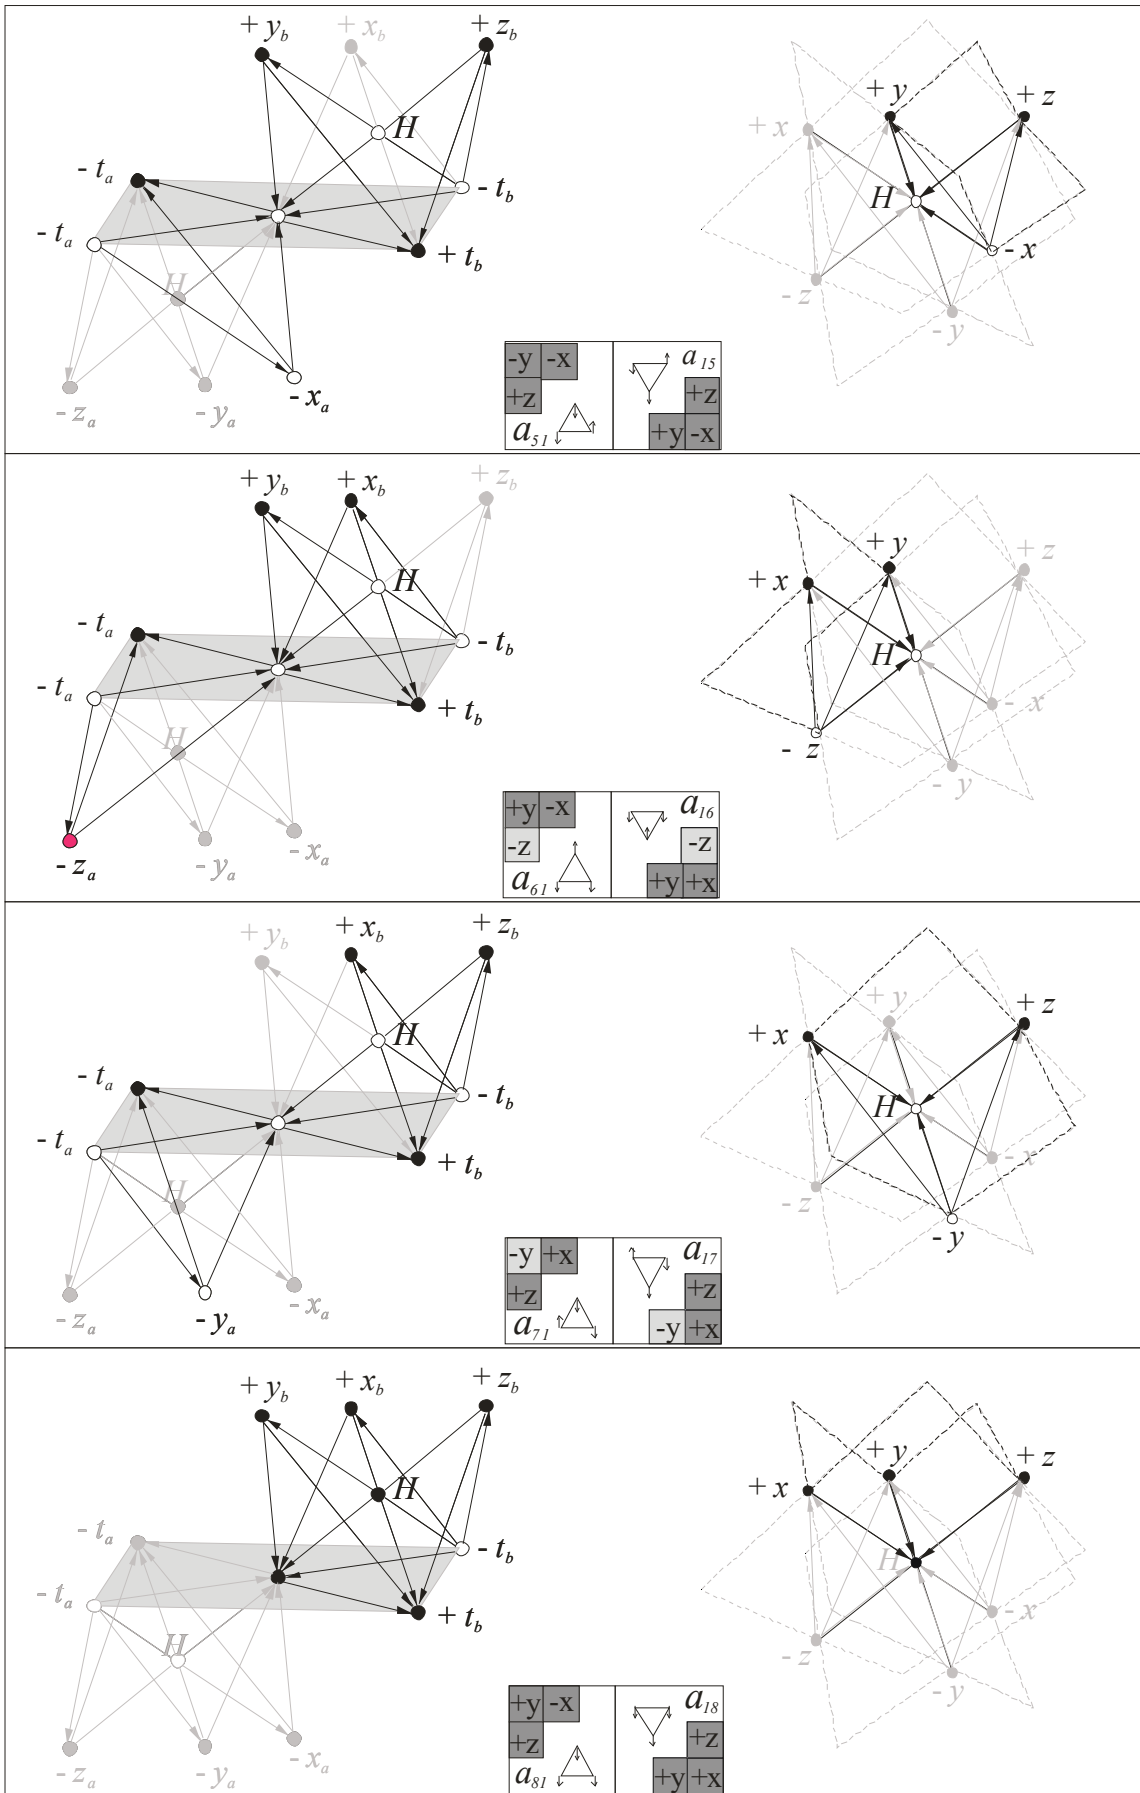 + y_b + x_b + z_b
+ y + z
+ x
H
- t_a - t_b
H
- t_a + t_b - x
H - z
- y
-y -x a_15
+z +z
- z_a - y_a - x_a a_51 +y -x
+ y_b + x_b + z_b
+ y + z
+ x
H
- t_a - t_b
H
- t_a + t_b - x
H - z
- y
+y -x a_16
-z -z
- z_a - y_a - x_a a_61 +y +x
+ y_b + x_b + z_b
+ y + z
+ x
H
- t_a - t_b
H
- t_a + t_b - x
H - z
- y
-y +x a_17
+z +z
- z_a - y_a - x_a a_71 -y +x
+ y_b + x_b + z_b
+ y + z
+ x
H
- t_a - t_b
H
- t_a + t_b - x
H - z
- y
+y -x a_18
+z +z
- z_a - y_a - x_a a_81 +y +x